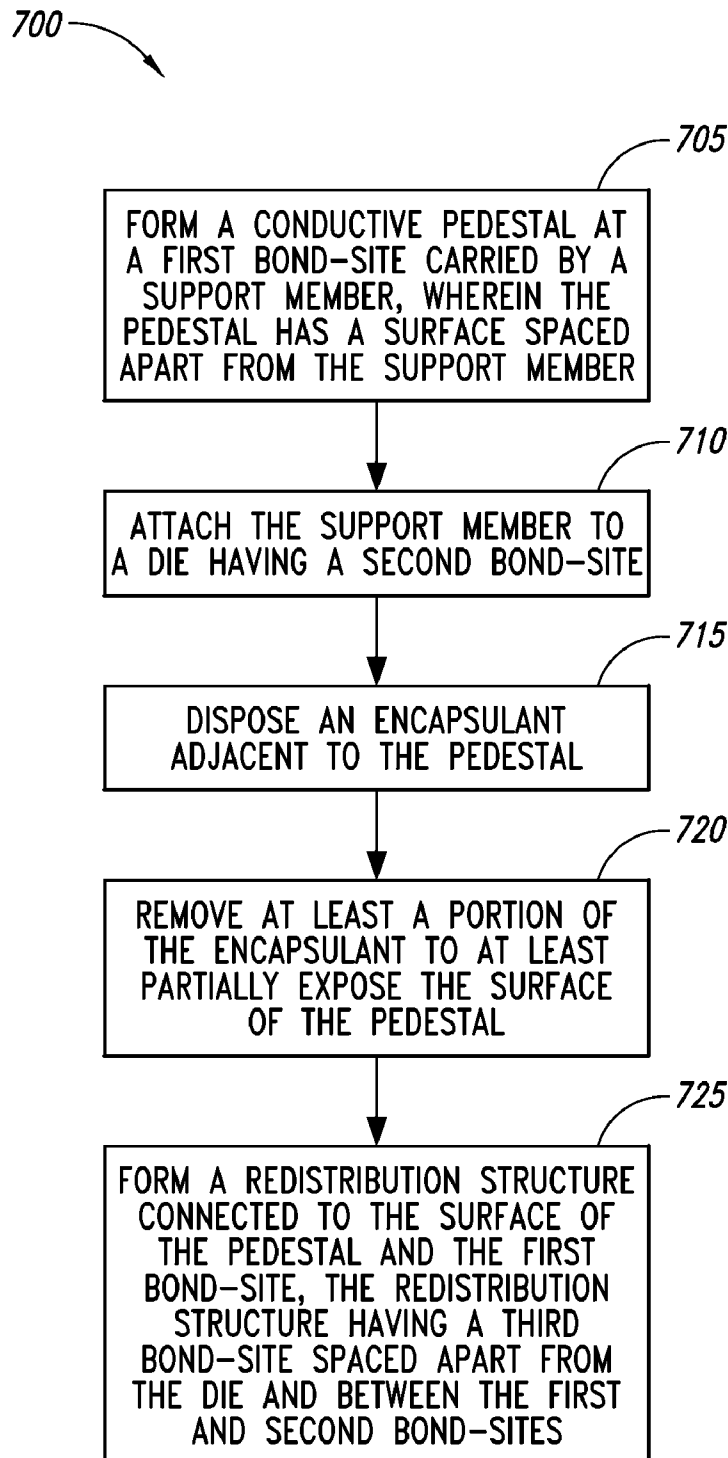 700
705
FORM A CONDUCTIVE PEDESTAL AT
A FIRST BOND-SITE CARRIED BY A
SUPPORT MEMBER, WHEREIN THE
PEDESTAL HAS A SURFACE SPACED
APART FROM THE SUPPORT MEMBER
710
ATTACH THE SUPPORT MEMBER TO
A DIE HAVING A SECOND BOND-SITE
715
DISPOSE AN ENCAPSULANT
ADJACENT TO THE PEDESTAL
720
REMOVE AT LEAST A PORTION OF
THE ENCAPSULANT TO AT LEAST
PARTIALLY EXPOSE THE SURFACE
OF THE PEDESTAL
725
FORM A REDISTRIBUTION STRUCTURE
CONNECTED TO THE SURFACE OF
THE PEDESTAL AND THE FIRST
BOND-SITE, THE REDISTRIBUTION
STRUCTURE HAVING A THIRD
BOND-SITE SPACED APART FROM
THE DIE AND BETWEEN THE FIRST
AND SECOND BOND-SITES